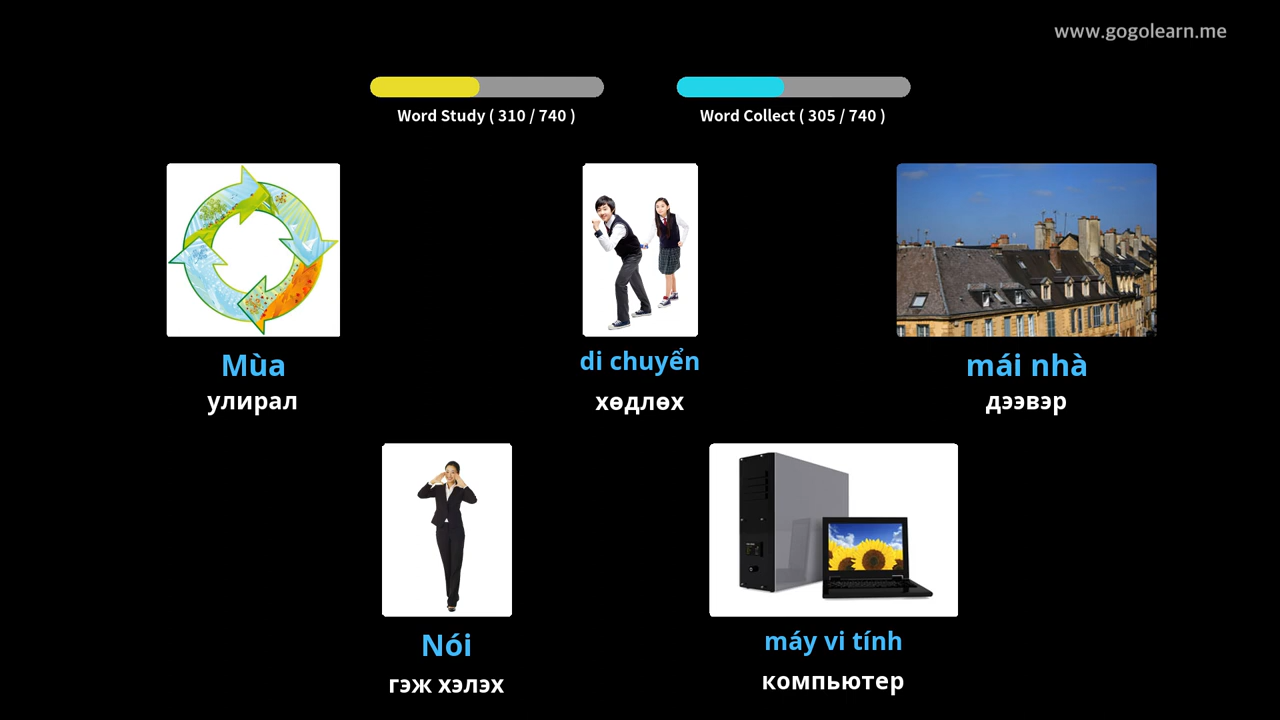 www.gogolearn.me
Word Study ( 310 / 740 )
Word Collect ( 305 / 740 )
Mùa
улирал
di chuyển
хөдлөх
mái nhà
дээвэр
Nói
гэж хэлэх
máy vi tính
компьютер